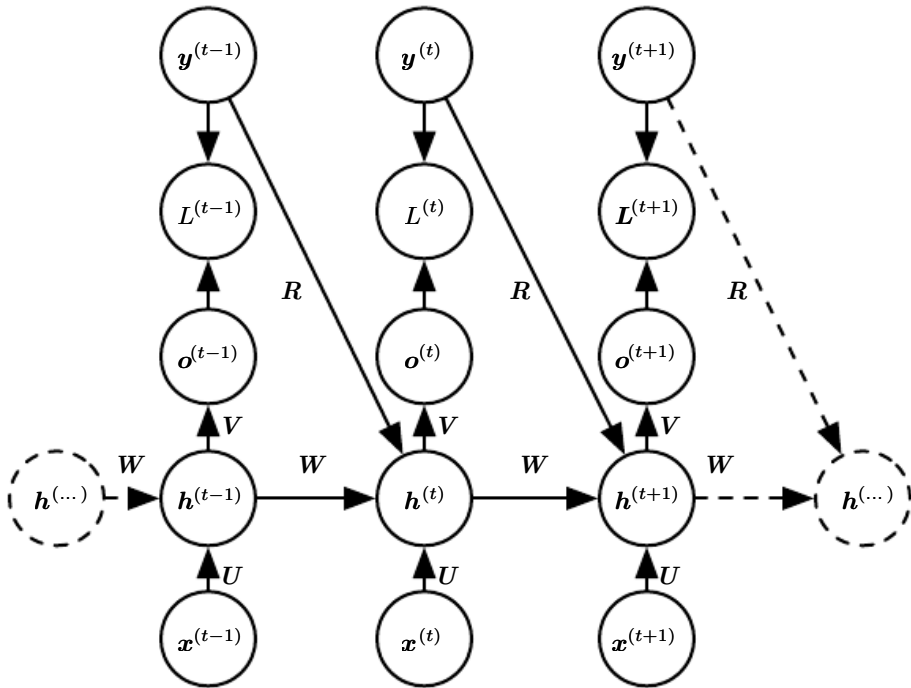 y^(t−1) y^(t) y^(t+1)
L^(t−1) L^(t) L^(t+1)
R R R
o^(t−1) o^(t) o^(t+1)
V V V
W W W W
h^(...) h^(t−1) h^(t) h^(t+1) h^(...)
U U U
x^(t−1) x^(t) x^(t+1)